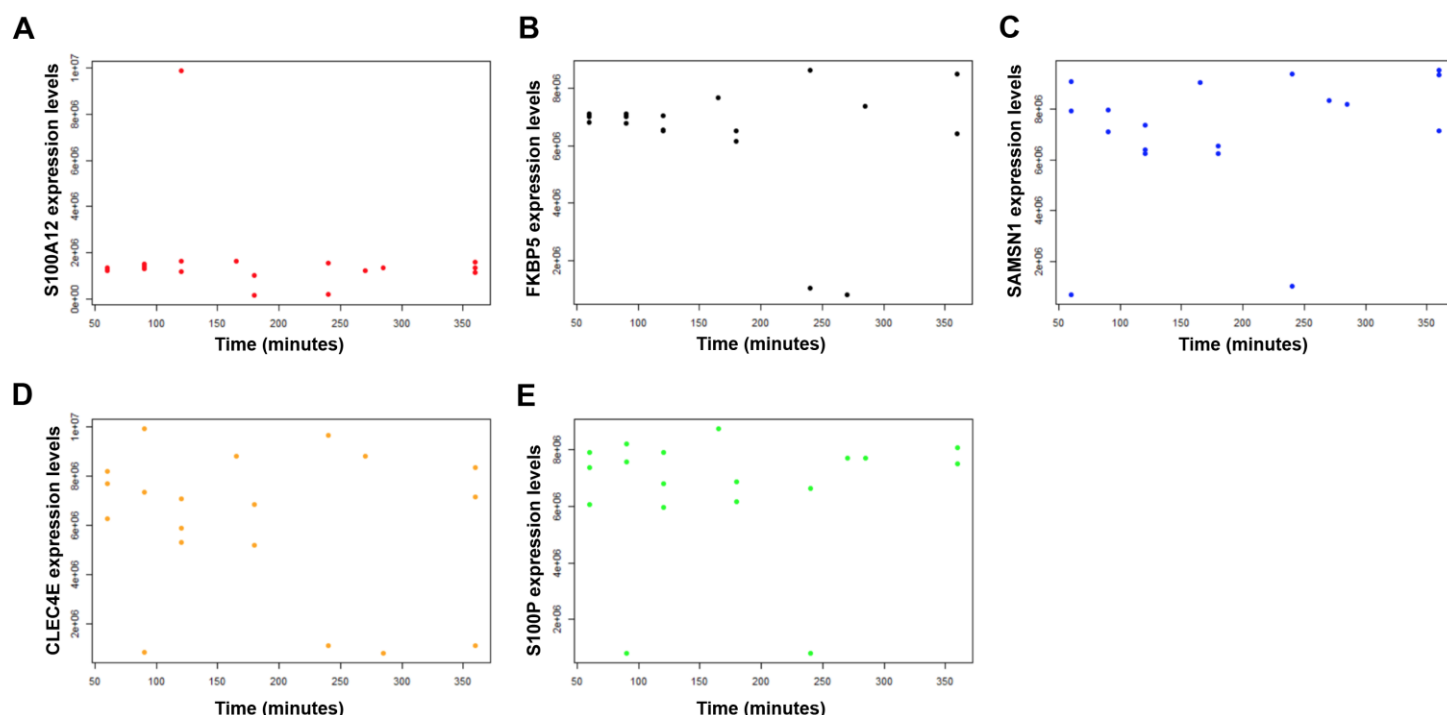 A
S100A12 expression levels
1e+07
8e+06
6e+06
4e+06
2e+06
0e+00
50 100 150 200 250 300 350
Time (minutes)
B
FKBP5 expression levels
8e+06
6e+06
4e+06
2e+06
50 100 150 200 250 300 350
Time (minutes)
C
SAMSN1 expression levels
8e+06
6e+06
4e+06
2e+06
50 100 150 200 250 300 350
Time (minutes)
D
CLEC4E expression levels
1e+07
8e+06
6e+06
4e+06
2e+06
50 100 150 200 250 300 350
Time (minutes)
E
S100P expression levels
8e+06
6e+06
4e+06
2e+06
50 100 150 200 250 300 350
Time (minutes)